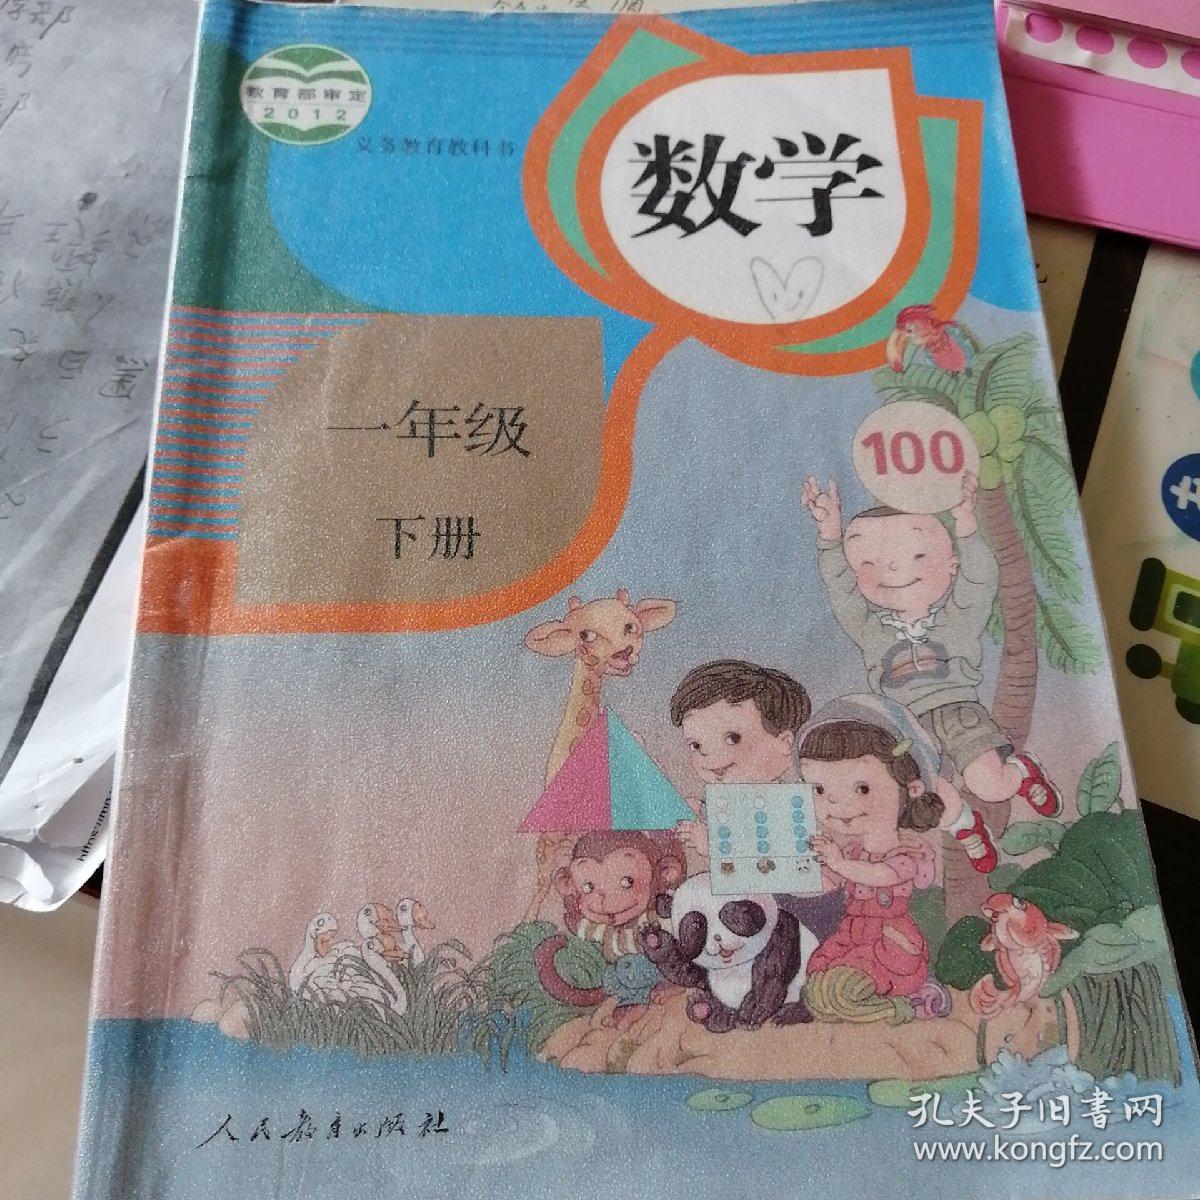 教育部审定
2012
义务教育教科书
数学
一年级
下册
100
人民教育出版社
孔夫子旧書网
www.kongfz.com